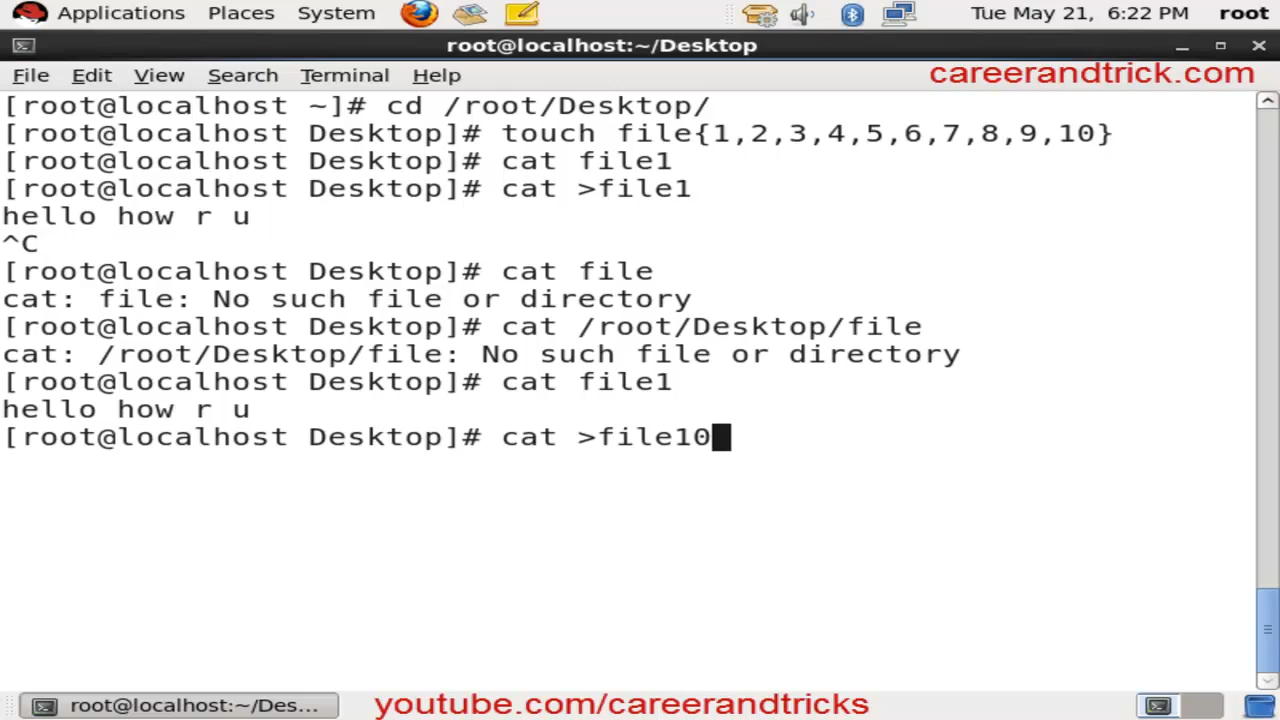 Applications Places System Tue May 21, 6:22 PM root
root@localhost:~/Desktop
File Edit View Search Terminal Help careerandtrick.com
[root@localhost ~]# cd /root/Desktop/
[root@localhost Desktop]# touch file{1,2,3,4,5,6,7,8,9,10}
[root@localhost Desktop]# cat file1
[root@localhost Desktop]# cat >file1
hello how r u
^C
[root@localhost Desktop]# cat file
cat: file: No such file or directory
[root@localhost Desktop]# cat /root/Desktop/file
cat: /root/Desktop/file: No such file or directory
[root@localhost Desktop]# cat file1
hello how r u
[root@localhost Desktop]# cat >file10
root@localhost:~/Des... youtube.com/careerandtricks